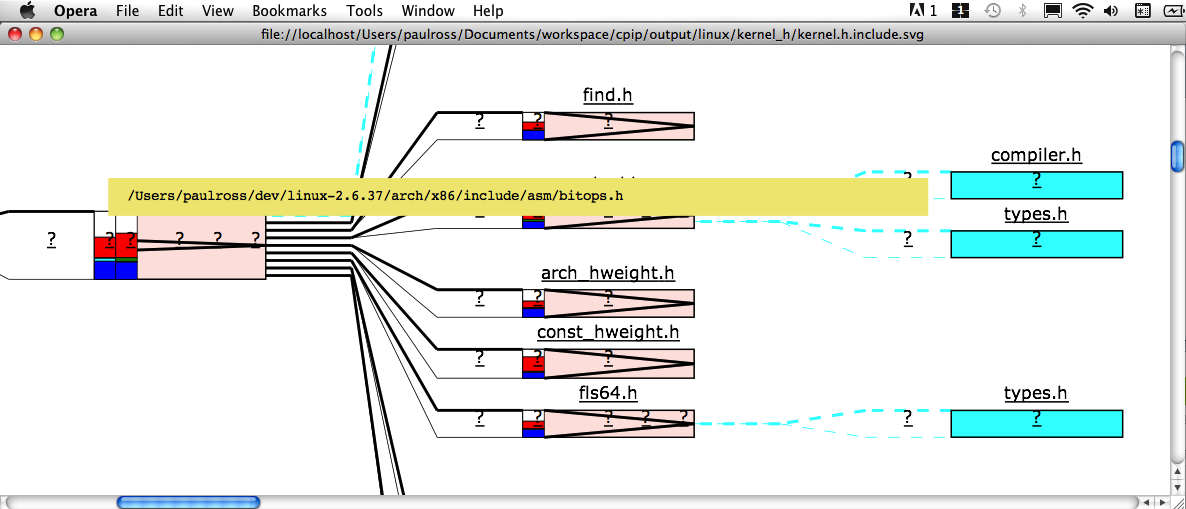 Opera File Edit View Bookmarks Tools Window Help 1 1
file://localhost/Users/paulross/Documents/workspace/cpip/output/linux/kernel_h/kernel.h.include.svg
find.h
? ? ?
compiler.h
? ?
/Users/paulross/dev/linux-2.6.37/arch/x86/include/asm/bitops.h
types.h
? ? ? ? ? ? ? ?
arch_hweight.h
? ? ?
const_hweight.h
? ? ?
fls64.h types.h
? ? ? ? ? ? ?